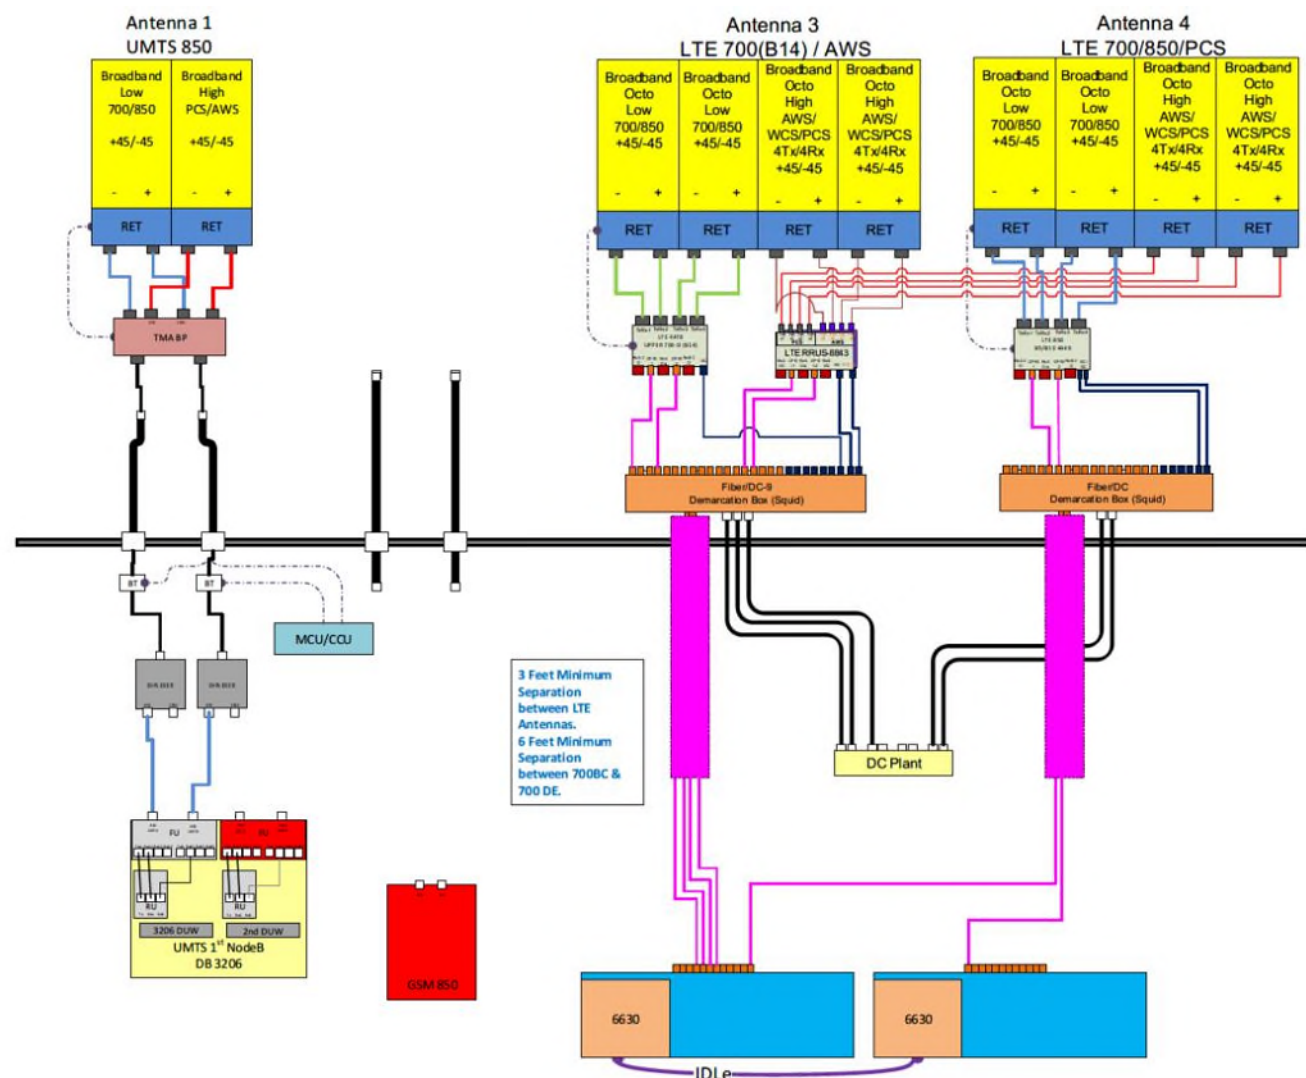 Antenna 1
UMTS 850
Antenna 3
LTE 700(B14) / AWS
Antenna 4
LTE 700/850/PCS
Broadband
Low
700/850
+45/-45
- +
Broadband
High
PCS/AWS
+45/-45
- +
Broadband
Octo
Low
700/850
+45/-45
- +
Broadband
Octo
Low
700/850
+45/-45
- +
Broadband
Octo
High
AWS/
WCS/PCS
4Tx/4Rx
+45/-45
- +
Broadband
Octo
High
AWS/
WCS/PCS
4Tx/4Rx
+45/-45
- +
Broadband
Octo
Low
700/850
+45/-45
- +
Broadband
Octo
Low
700/850
+45/-45
- +
Broadband
Octo
High
AWS/
WCS/PCS
4Tx/4Rx
+45/-45
- +
Broadband
Octo
High
AWS/
WCS/PCS
4Tx/4Rx
+45/-45
- +
RET
RET
RET
RET
RET
RET
RET
RET
RET
RET
TMA BP
LTE RRUS-8843
Fiber/DC-9
Demarcation Box (Squid)
Fiber/DC
Demarcation Box (Squid)
BT
BT
MCU/CCU
3 Feet Minimum
Separation
between LTE
Antennas.
6 Feet Minimum
Separation
between 700BC &
700 DE.
DC Plant
FU
FU
RU
RU
3206 DUW
2nd DUW
UMTS 1st NodeB
DB 3206
GSM 850
6630
6630
IDLe